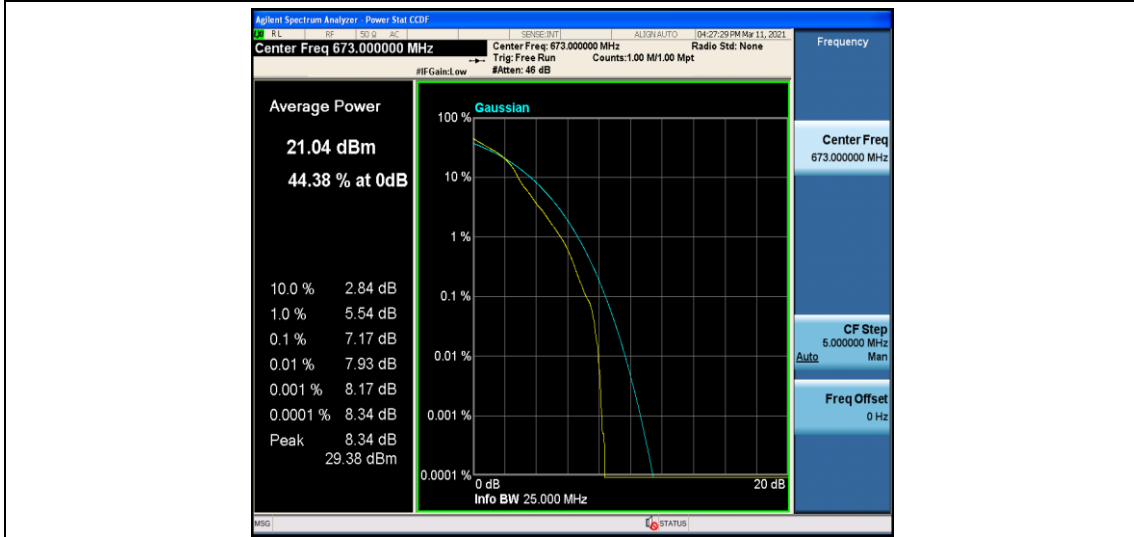 Agilent Spectrum Analyzer - Power Stat CCDF
LXI RL RF 50 Ω AC SENSE:INT ALIGN AUTO 04:27:29 PM Mar 11, 2021
Center Freq 673.000000 MHz
Center Freq: 673.000000 MHz Radio Std: None
Trig: Free Run Counts:1.00 M/1.00 Mpt
#IFGain:Low #Atten: 46 dB
Frequency
Average Power
21.04 dBm
44.38 % at 0dB
10.0 % 2.84 dB
1.0 % 5.54 dB
0.1 % 7.17 dB
0.01 % 7.93 dB
0.001 % 8.17 dB
0.0001 % 8.34 dB
Peak 8.34 dB
29.38 dBm
Gaussian
100 %
10 %
1 %
0.1 %
0.01 %
0.001 %
0.0001 %
0 dB 20 dB
Info BW 25.000 MHz
Center Freq
673.000000 MHz
CF Step
5.000000 MHz
Auto Man
Freq Offset
0 Hz
MSG STATUS